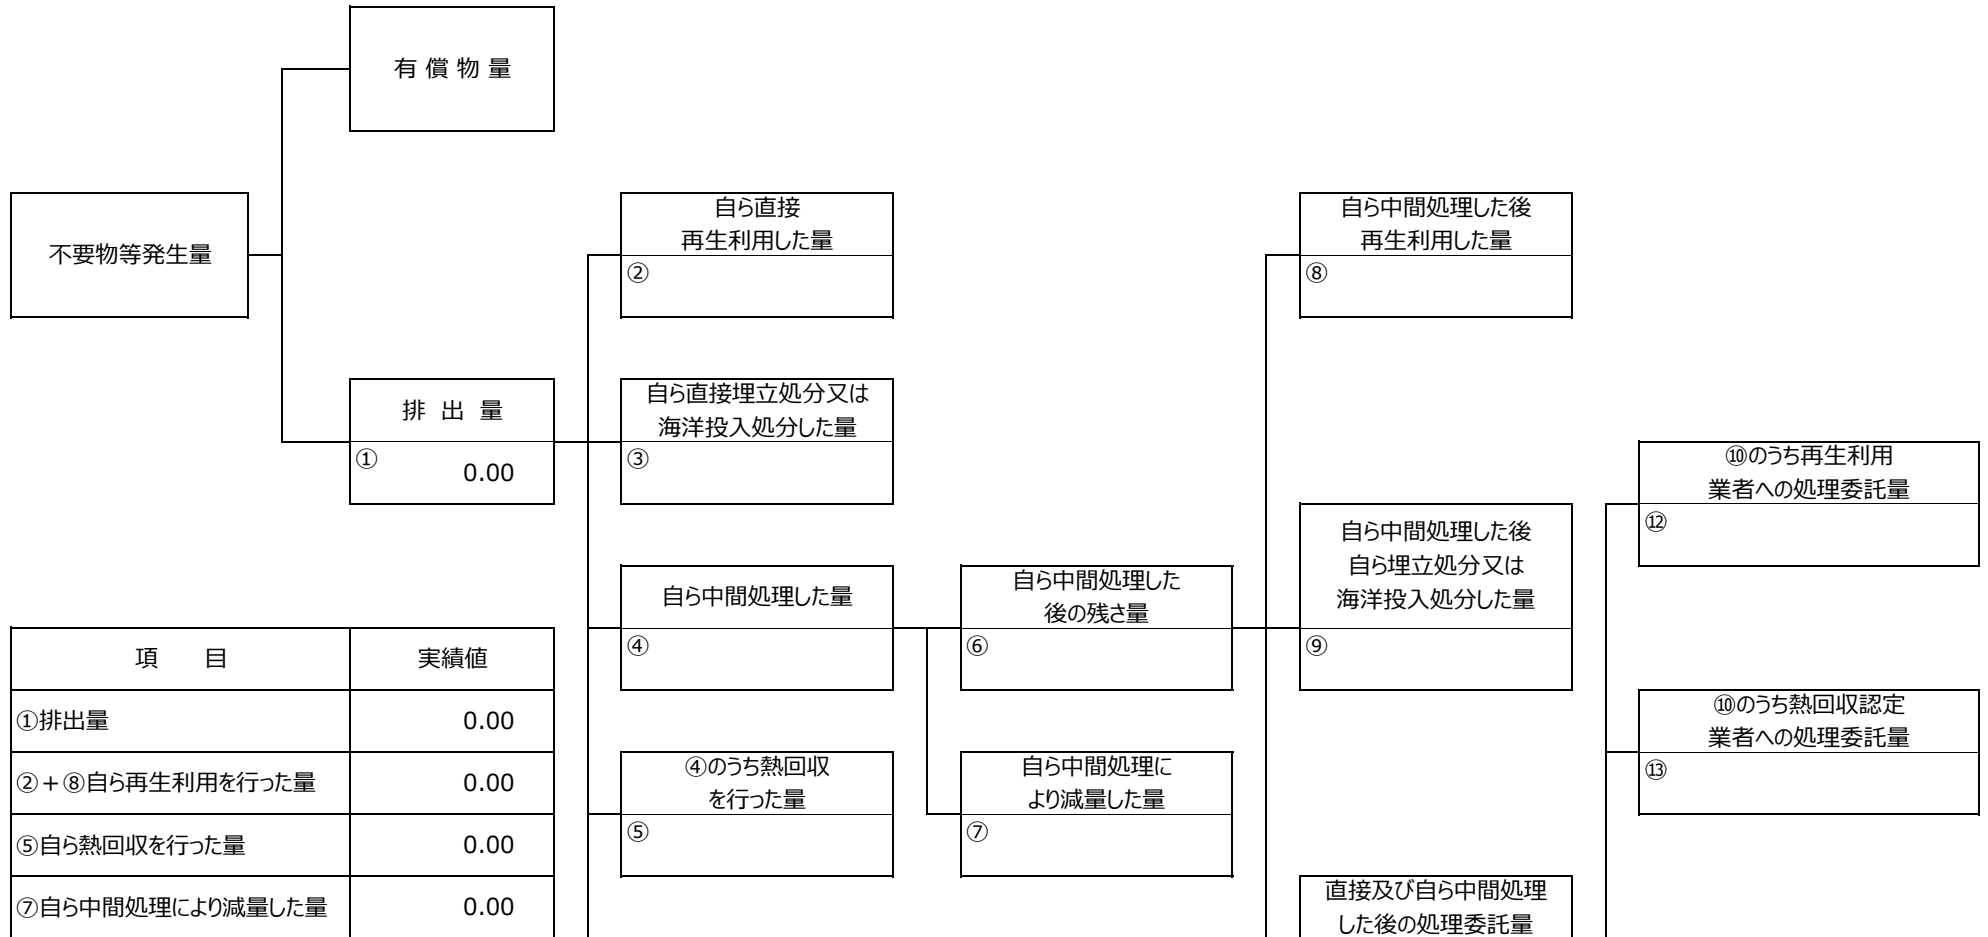 有 償 物 量
不要物等発生量
自ら直接
再生利用した量
②
自ら中間処理した後
再生利用した量
⑧
排 出 量
①
0.00
自ら直接埋立処分又は
海洋投入処分した量
③
⑩のうち再生利用
業者への処理委託量
⑫
自ら中間処理した量
④
自ら中間処理した
後の残さ量
⑥
自ら中間処理した後
自ら埋立処分又は
海洋投入処分した量
⑨
⑩のうち熱回収認定
業者への処理委託量
⑬
④のうち熱回収
を行った量
⑤
自ら中間処理に
より減量した量
⑦
直接及び自ら中間処理
した後の処理委託量
項 目 実績値
①排出量 0.00
②+⑧自ら再生利用を行った量 0.00
⑤自ら熱回収を行った量 0.00
⑦自ら中間処理により減量した量 0.00